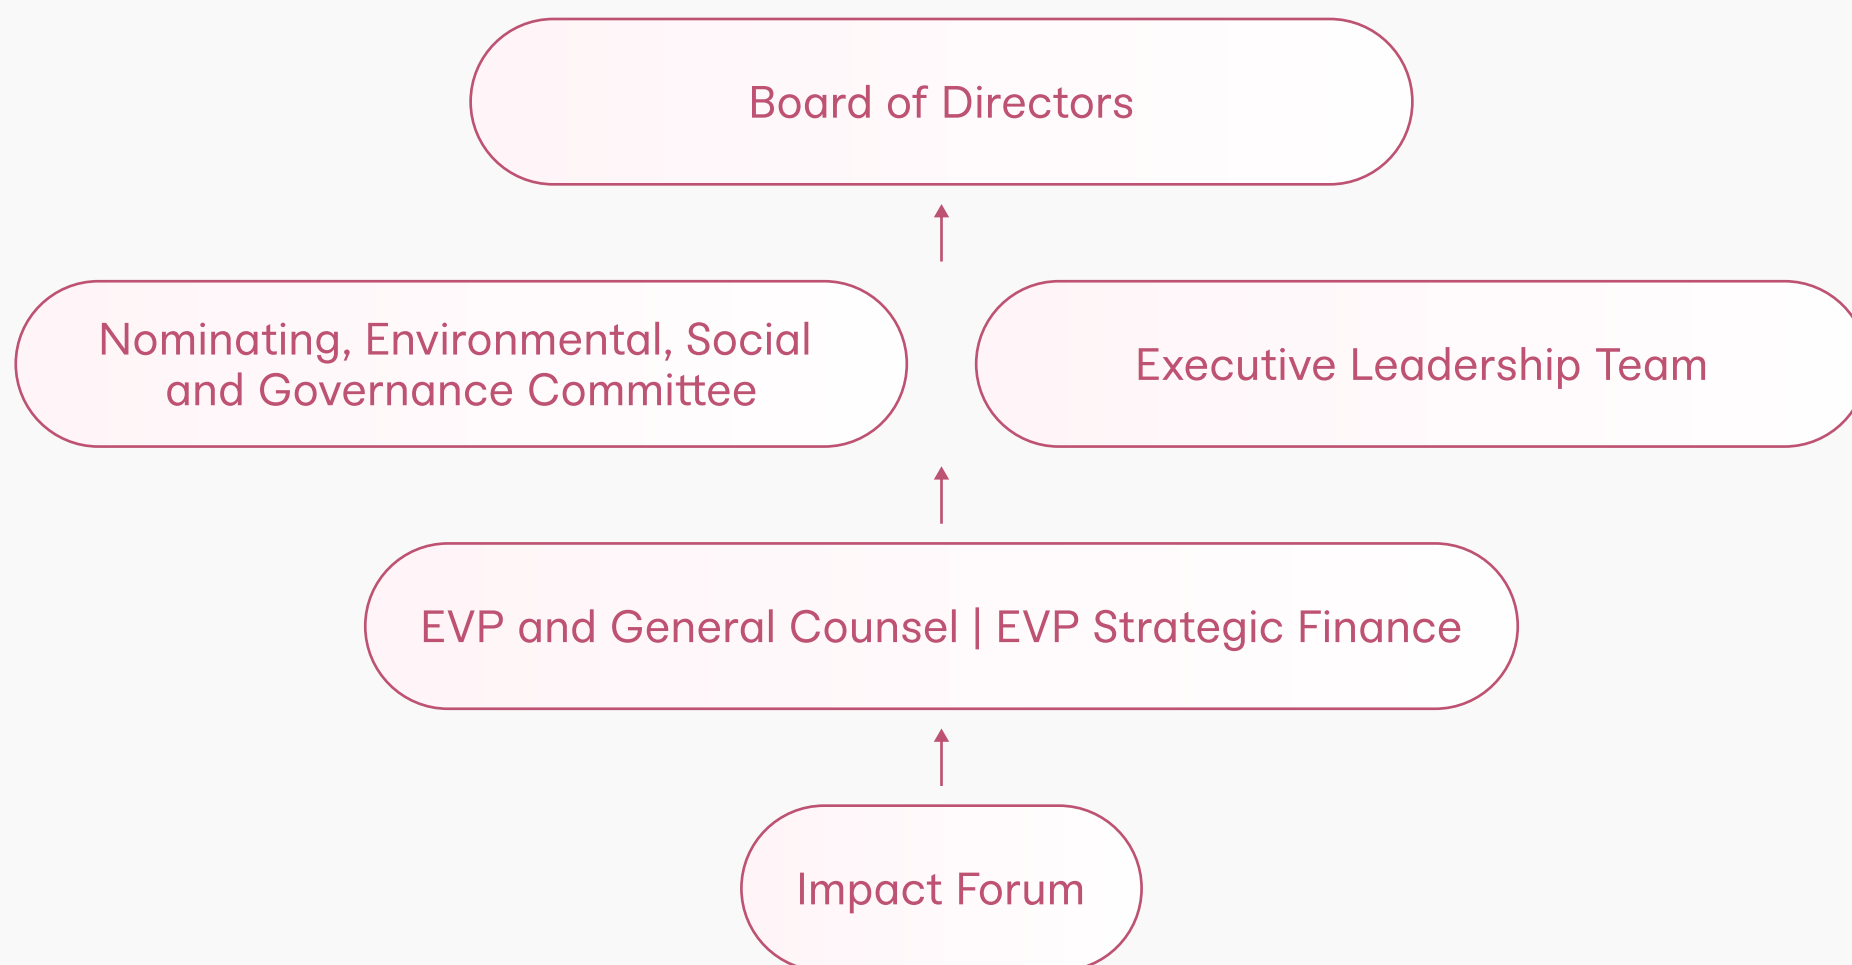 Board of Directors
Nominating, Environmental, Social
and Governance Committee
Executive Leadership Team
EVP and General Counsel | EVP Strategic Finance
Impact Forum